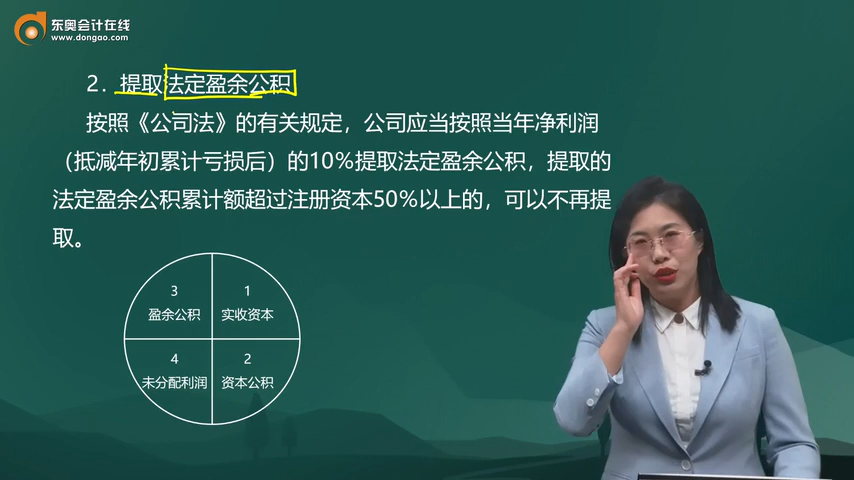 东奥会计在线
www.dongao.com
2．提取法定盈余公积
按照《公司法》的有关规定，公司应当按照当年净利润
（抵减年初累计亏损后）的10%提取法定盈余公积，提取的
法定盈余公积累计额超过注册资本50%以上的，可以不再提
取。
3
1
盈余公积
实收资本
4
2
未分配利润
资本公积